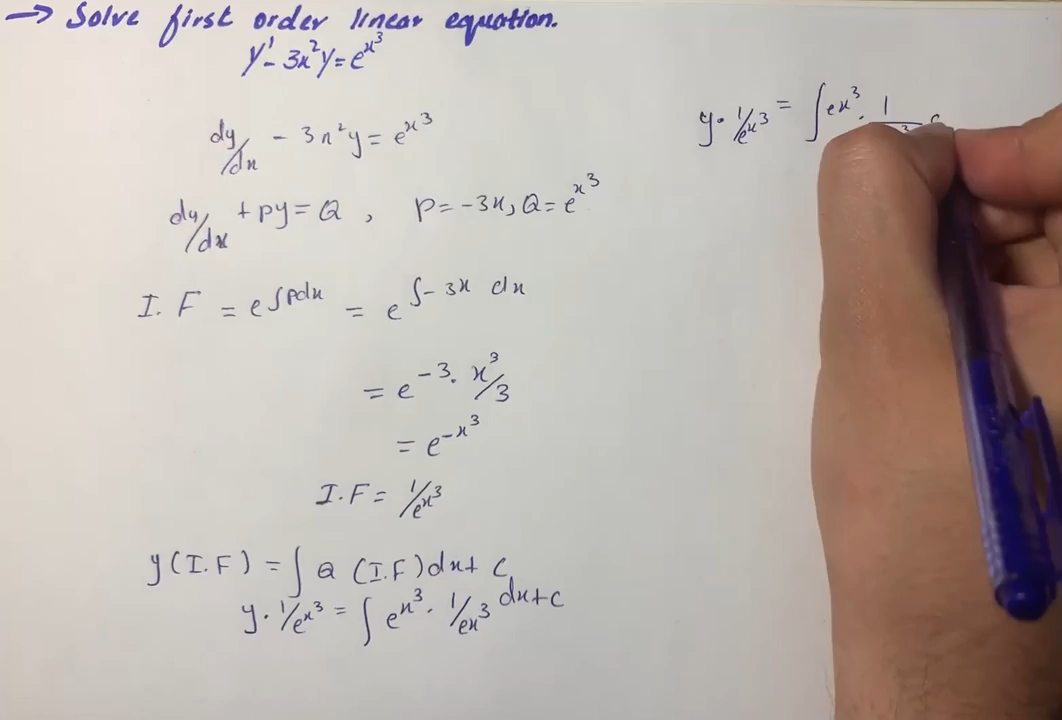 → Solve first order linear equation.
y' - 3x²y = e^x³
dy/dx - 3x²y = e^x³
dy/dx + py = Q , P = -3x, Q = e^x³
I.F = e^∫Pdx = e^∫-3x dx
= e^-3. x³/3
= e^-x³
I.F = 1/e^x³
y(I.F) = ∫ Q (I.F) dx + C
y. 1/e^x³ = ∫ e^x³. 1/e^x³ dx + C
y. 1/e^x³ = ∫ e^x³. 1